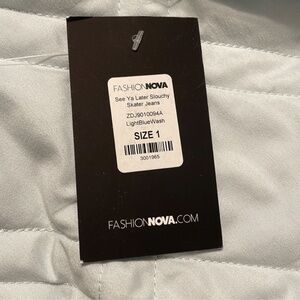 FASHIONNOVA
See Ya Later Slouchy
Skater Jeans
ZDJ9010094A
LightBlueWash
SIZE 1
3001965
FASHIONNOVA.COM